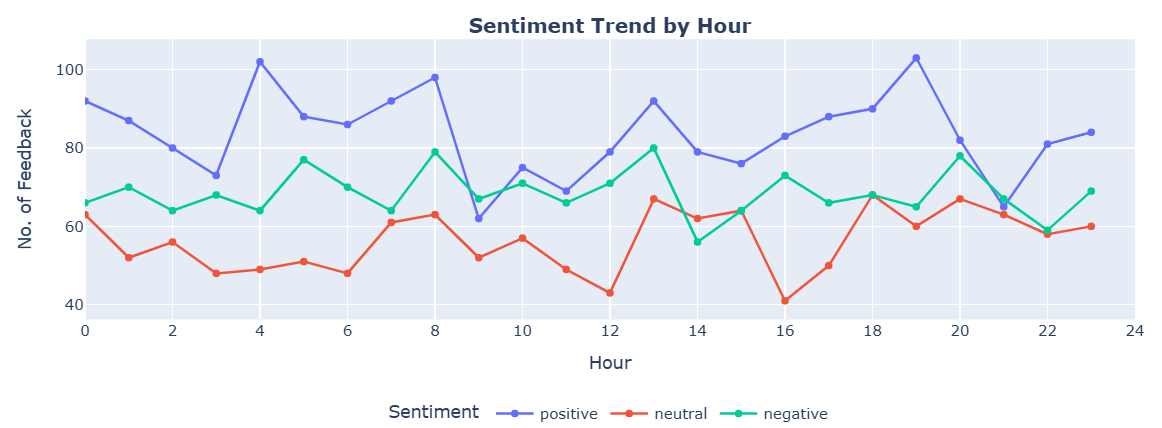 Sentiment Trend by Hour
No. of Feedback
100
80
60
40
0 2 4 6 8 10 12 14 16 18 20 22 24
Hour
Sentiment positive neutral negative